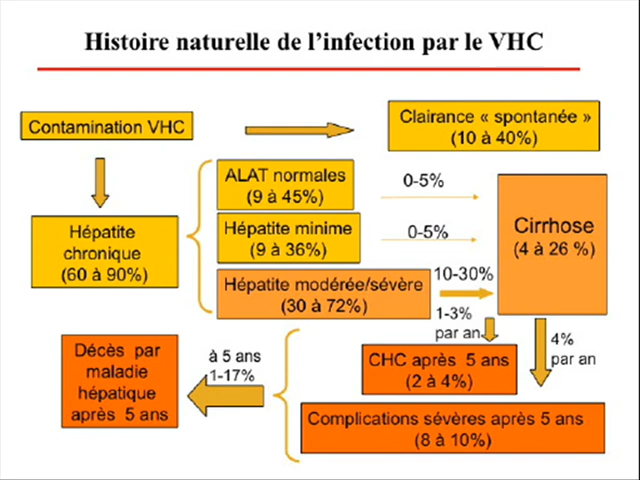 Histoire naturelle de l'infection par le VHC
Contamination VHC
Clairance « spontanée »
(10 à 40%)
ALAT normales
(9 à 45%)
0-5%
Hépatite
chronique
(60 à 90%)
Hépatite minime
(9 à 36%)
0-5%
Cirrhose
(4 à 26 %)
Hépatite modérée/sévère
(30 à 72%)
10-30%
1-3%
par an
4%
par an
Décès par
maladie
hépatique
après 5 ans
à 5 ans
1-17%
CHC après 5 ans
(2 à 4%)
Complications sévères après 5 ans
(8 à 10%)